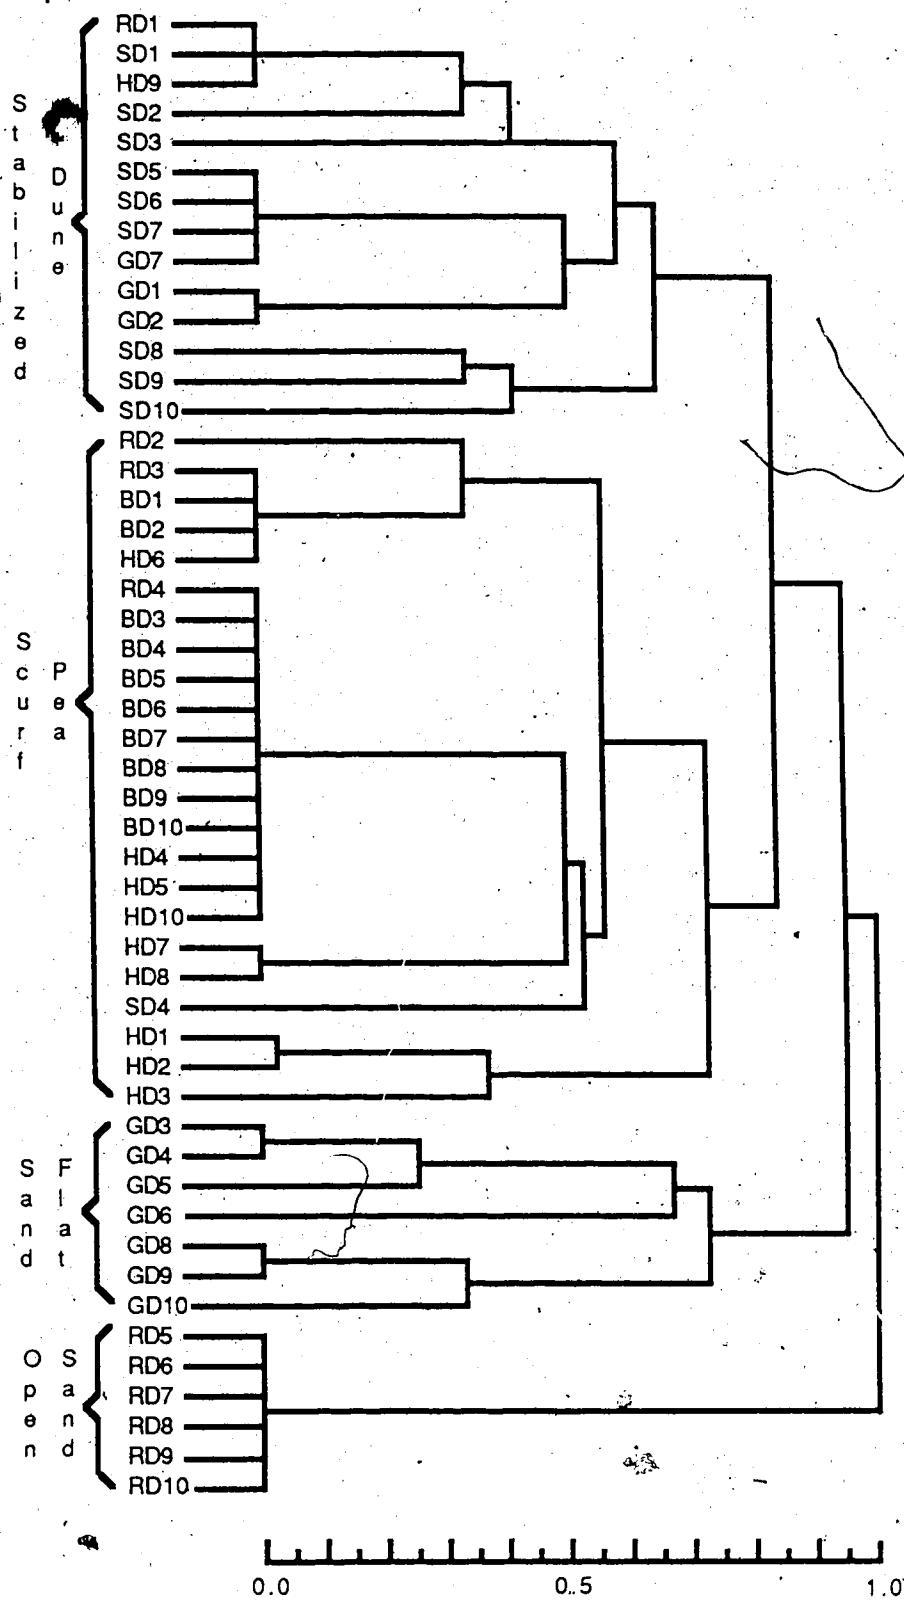 Stabilized Dune
RD1
SD1
HD9
SD2
SD3
SD5
SD6
SD7
GD7
GD1
GD2
SD8
SD9
SD10
Scurf Pea
RD2
RD3
BD1
BD2
HD6
RD4
BD3
BD4
BD5
BD6
BD7
BD8
BD9
BD10
HD4
HD5
HD10
HD7
HD8
SD4
HD1
HD2
HD3
Sand Flat
GD3
GD4
GD5
GD6
GD8
GD9
GD10
Open Sand
RD5
RD6
RD7
RD8
RD9
RD10
0.0 0.5 1.0